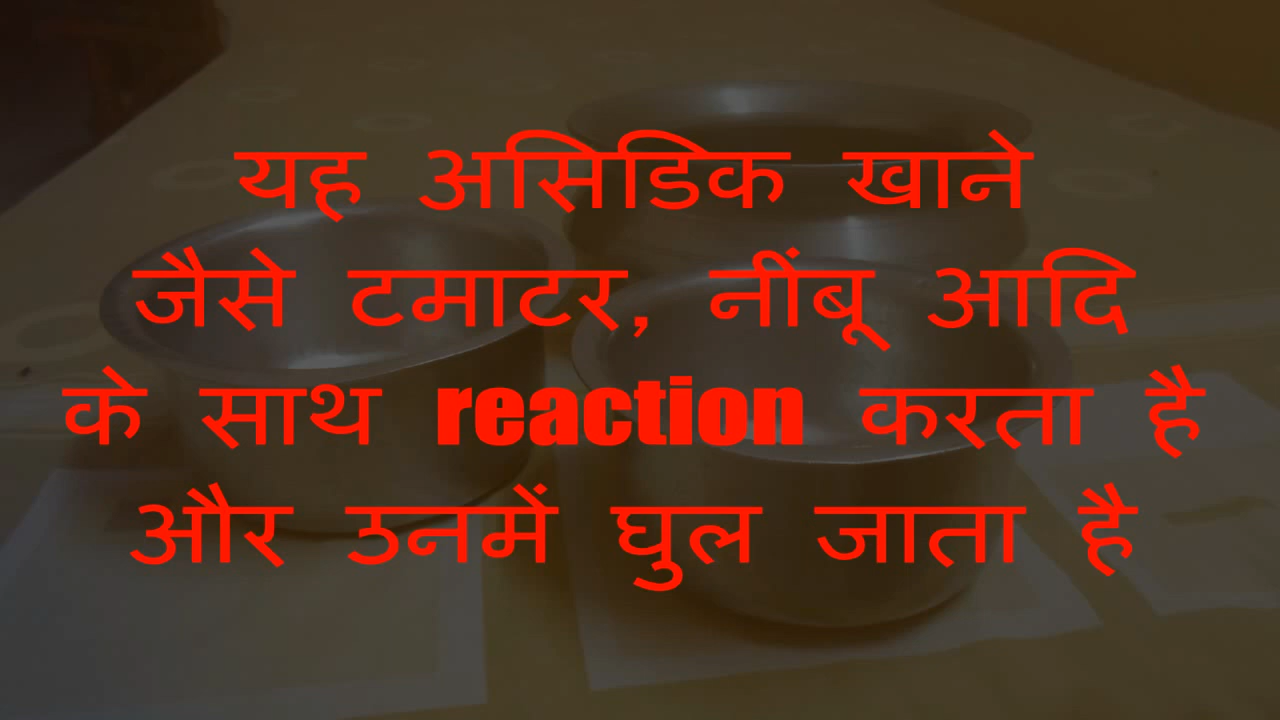 यह असिडिक खाने
जैसे टमाटर, नींबू आदि
के साथ reaction करता है
और उनमें घुल जाता है